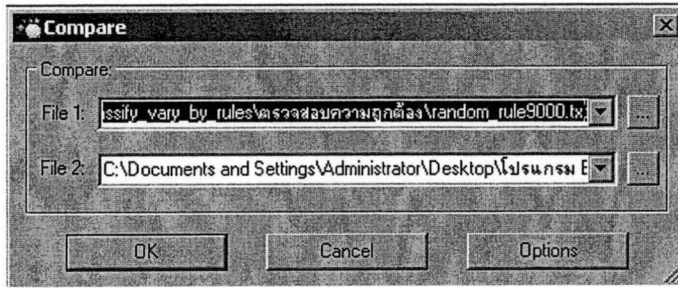 Compare
Compare:
File 1: ssify_vary_by_rules\ตรวจสอบความถูกต้อง\random_rule9000.tx
File 2: C:\Documents and Settings\Administrator\Desktop\โปรแกรม
OK Cancel Options